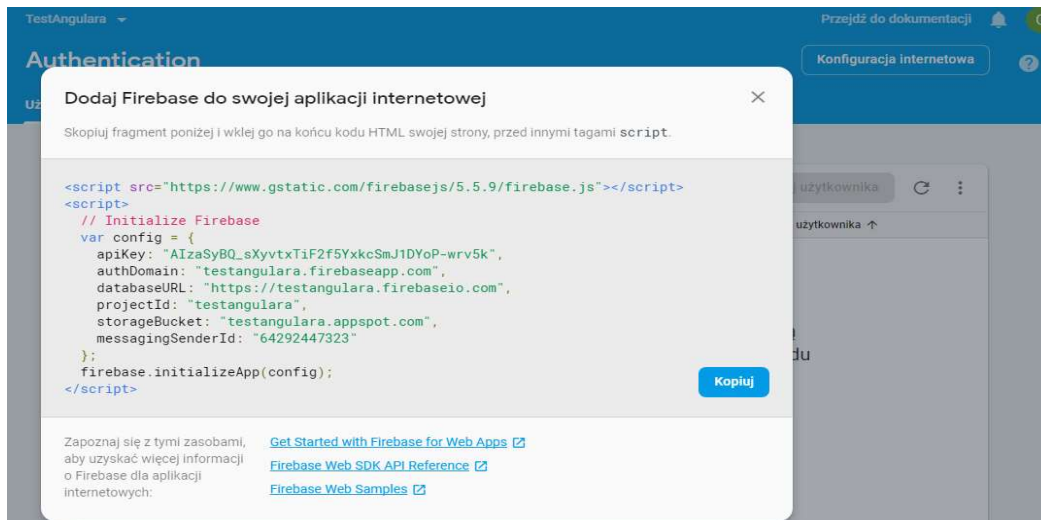 TestAngulara
Przejdź do dokumentacji
Authentication
Konfiguracja internetowa
Uż
Dodaj Firebase do swojej aplikacji internetowej
Skopiuj fragment poniżej i wklej go na końcu kodu HTML swojej strony, przed innymi tagami script.
<script src="https://www.gstatic.com/firebasejs/5.5.9/firebase.js"></script>
<script>
// Initialize Firebase
var config = {
apiKey: "AIzaSyBQ_sXyvtxTiF2f5YxkcSmJ1DYoP-wrv5k",
authDomain: "testangulara.firebaseapp.com",
databaseURL: "https://testangulara.firebaseio.com",
projectId: "testangulara",
storageBucket: "testangulara.appspot.com",
messagingSenderId: "64292447323"
};
firebase.initializeApp(config);
</script>
Kopiuj
użytkownika
użytkownika ↑
du
Zapoznaj się z tymi zasobami,
aby uzyskać więcej informacji
o Firebase dla aplikacji
internetowych:
Get Started with Firebase for Web Apps
Firebase Web SDK API Reference
Firebase Web Samples